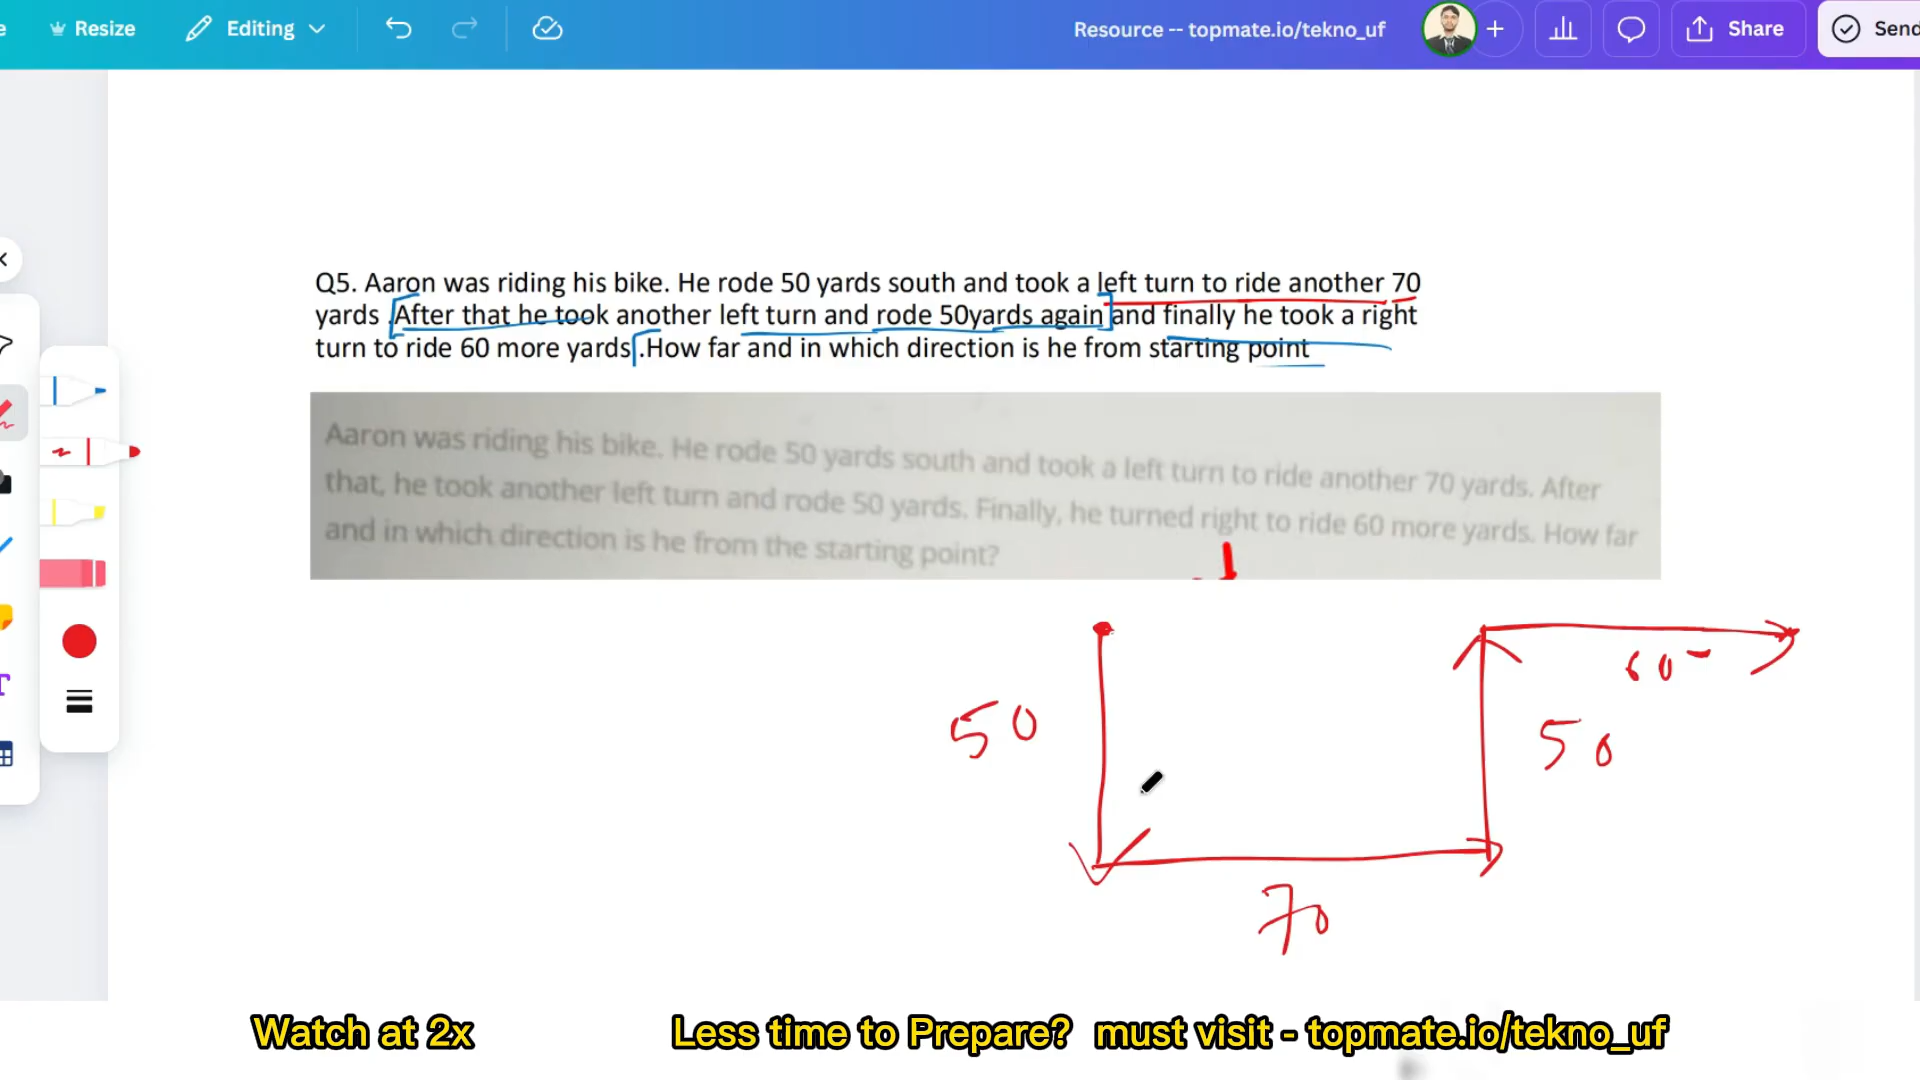 Resize
Editing
Resource -- topmate.io/tekno_uf
Share
Send
Q5. Aaron was riding his bike. He rode 50 yards south and took a left turn to ride another 70
yards .After that he took another left turn and rode 50yards again and finally he took a right
turn to ride 60 more yards .How far and in which direction is he from starting point
Aaron was riding his bike. He rode 50 yards south and took a left turn to ride another 70 yards. After
that, he took another left turn and rode 50 yards. Finally, he turned right to ride 60 more yards. How far
and in which direction is he from the starting point?
60
50
50
70
Watch at 2x
Less time to Prepare? must visit - topmate.io/tekno_uf